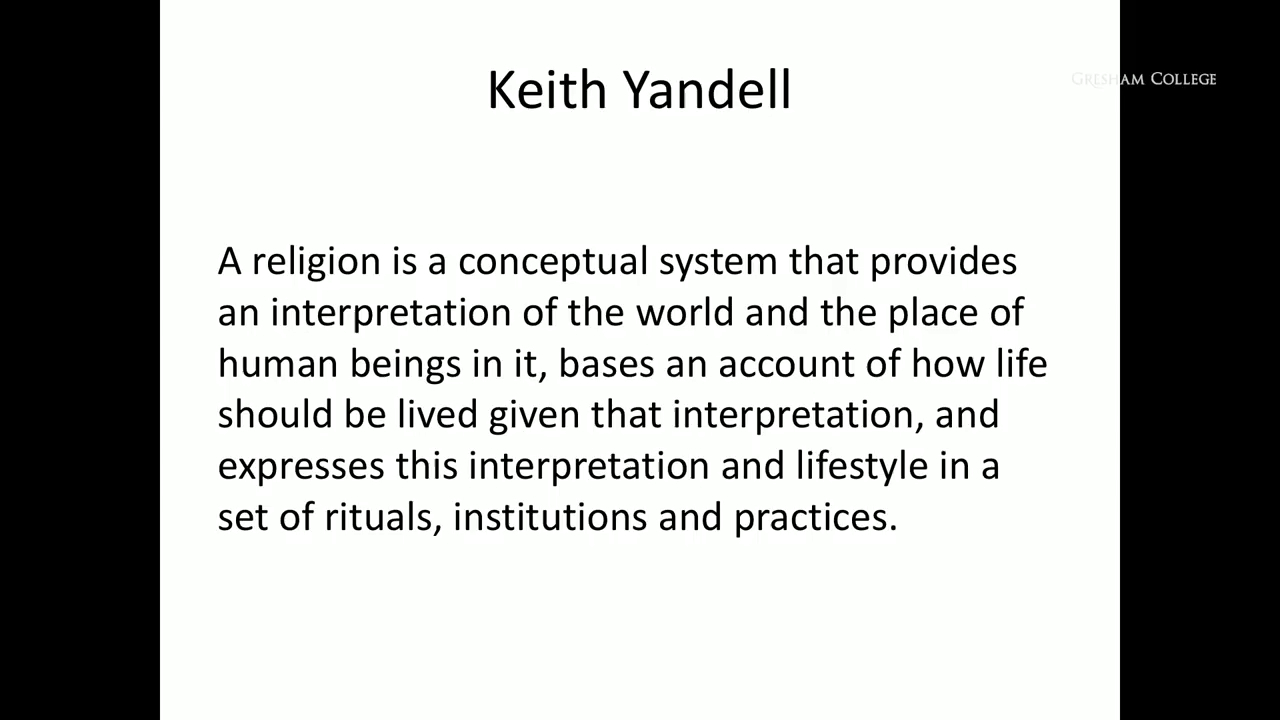 Keith Yandell
GRESHAM COLLEGE
A religion is a conceptual system that provides
an interpretation of the world and the place of
human beings in it, bases an account of how life
should be lived given that interpretation, and
expresses this interpretation and lifestyle in a
set of rituals, institutions and practices.